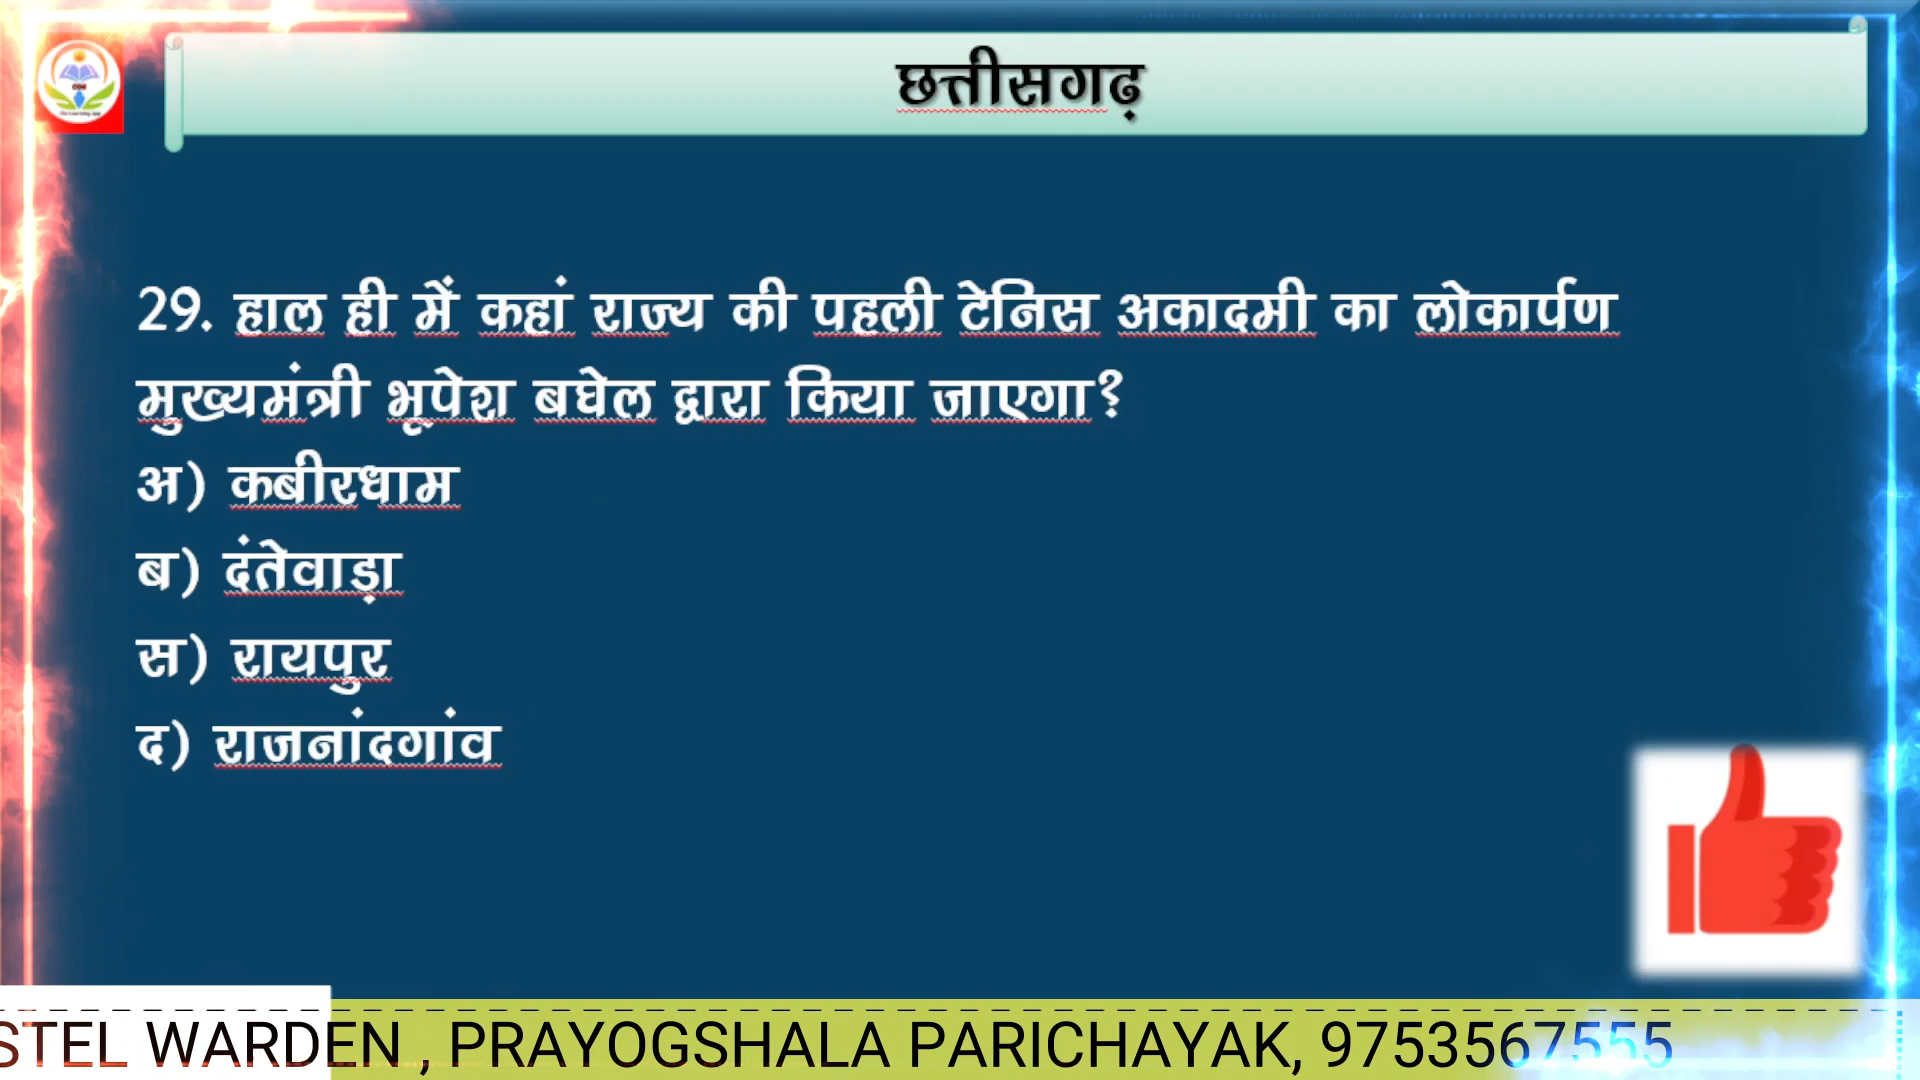 छत्तीसगढ़
29. हाल ही में कहां राज्य की पहली टेनिस अकादमी का लोकार्पण
मुख्यमंत्री भूपेश बघेल द्वारा किया जाएगा?
अ) कबीरधाम
ब) दंतेवाड़ा
स) रायपुर
द) राजनांदगांव
STEL WARDEN , PRAYOGSHALA PARICHAYAK, 9753567555